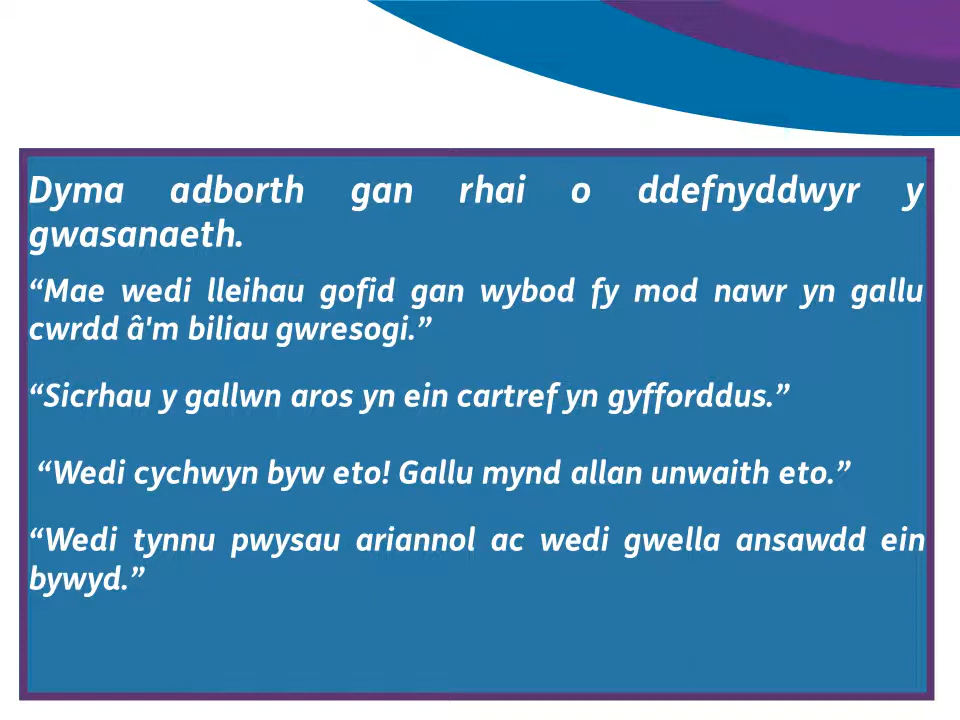 Dyma adborth gan rhai o ddefnyddwyr y
gwasanaeth.
“Mae wedi lleihau gofid gan wybod fy mod nawr yn gallu
cwrdd â'm biliau gwresogi.”
“Sicrhau y gallwn aros yn ein cartref yn gyfforddus.”
“Wedi cychwyn byw eto! Gallu mynd allan unwaith eto.”
“Wedi tynnu pwysau ariannol ac wedi gwella ansawdd ein
bywyd.”